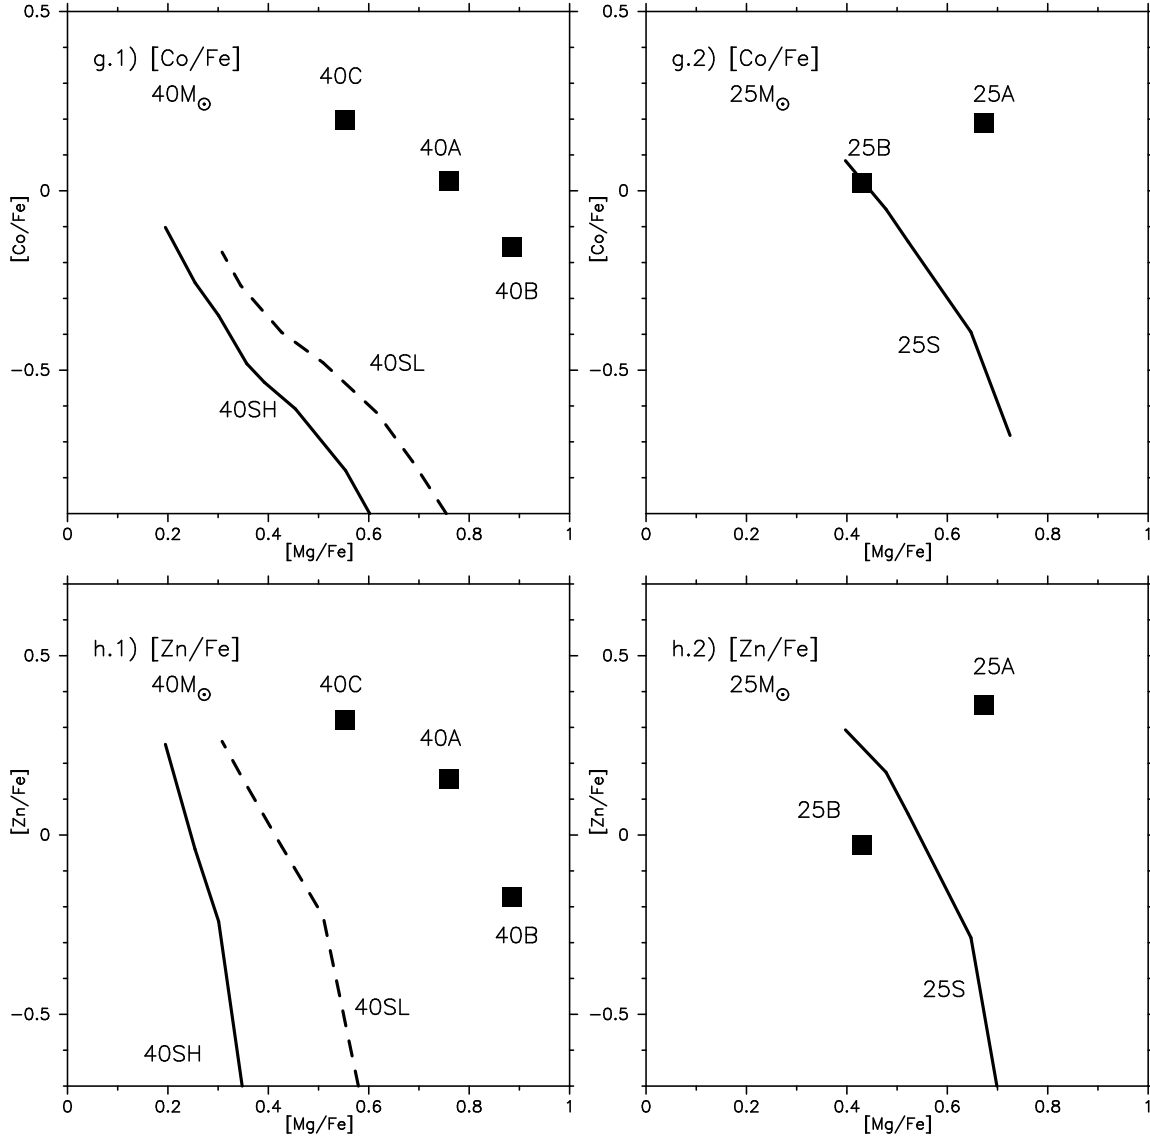 0.5
g.1) [Co/Fe]
40M⊙
40C
40A
40B
40SL
40SH
0
−0.5
[Co/Fe]
0 0.2 0.4 0.6 0.8 1
[Mg/Fe]
0.5
g.2) [Co/Fe]
25M⊙
25A
25B
25S
0
−0.5
[Co/Fe]
0 0.2 0.4 0.6 0.8 1
[Mg/Fe]
h.1) [Zn/Fe]
40M⊙
40C
40A
40B
40SL
40SH
0.5
0
−0.5
[Zn/Fe]
0 0.2 0.4 0.6 0.8 1
[Mg/Fe]
h.2) [Zn/Fe]
25M⊙
25A
25B
25S
0.5
0
−0.5
[Zn/Fe]
0 0.2 0.4 0.6 0.8 1
[Mg/Fe]